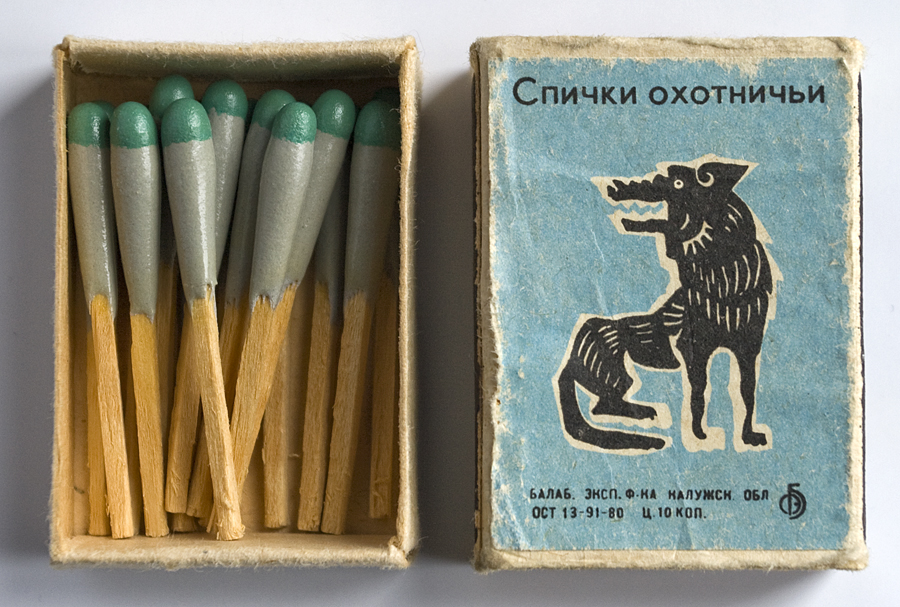 Спички охотничьи
БАЛАБ. ЭКСП. Ф-КА КАЛУЖСК. ОБЛ
ОСТ 13-91-80 Ц. 10 КОП.